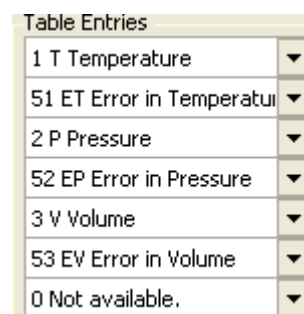 Table Entries
1 T Temperature
51 ET Error in Temperatu
2 P Pressure
52 EP Error in Pressure
3 V Volume
53 EV Error in Volume
0 Not available.